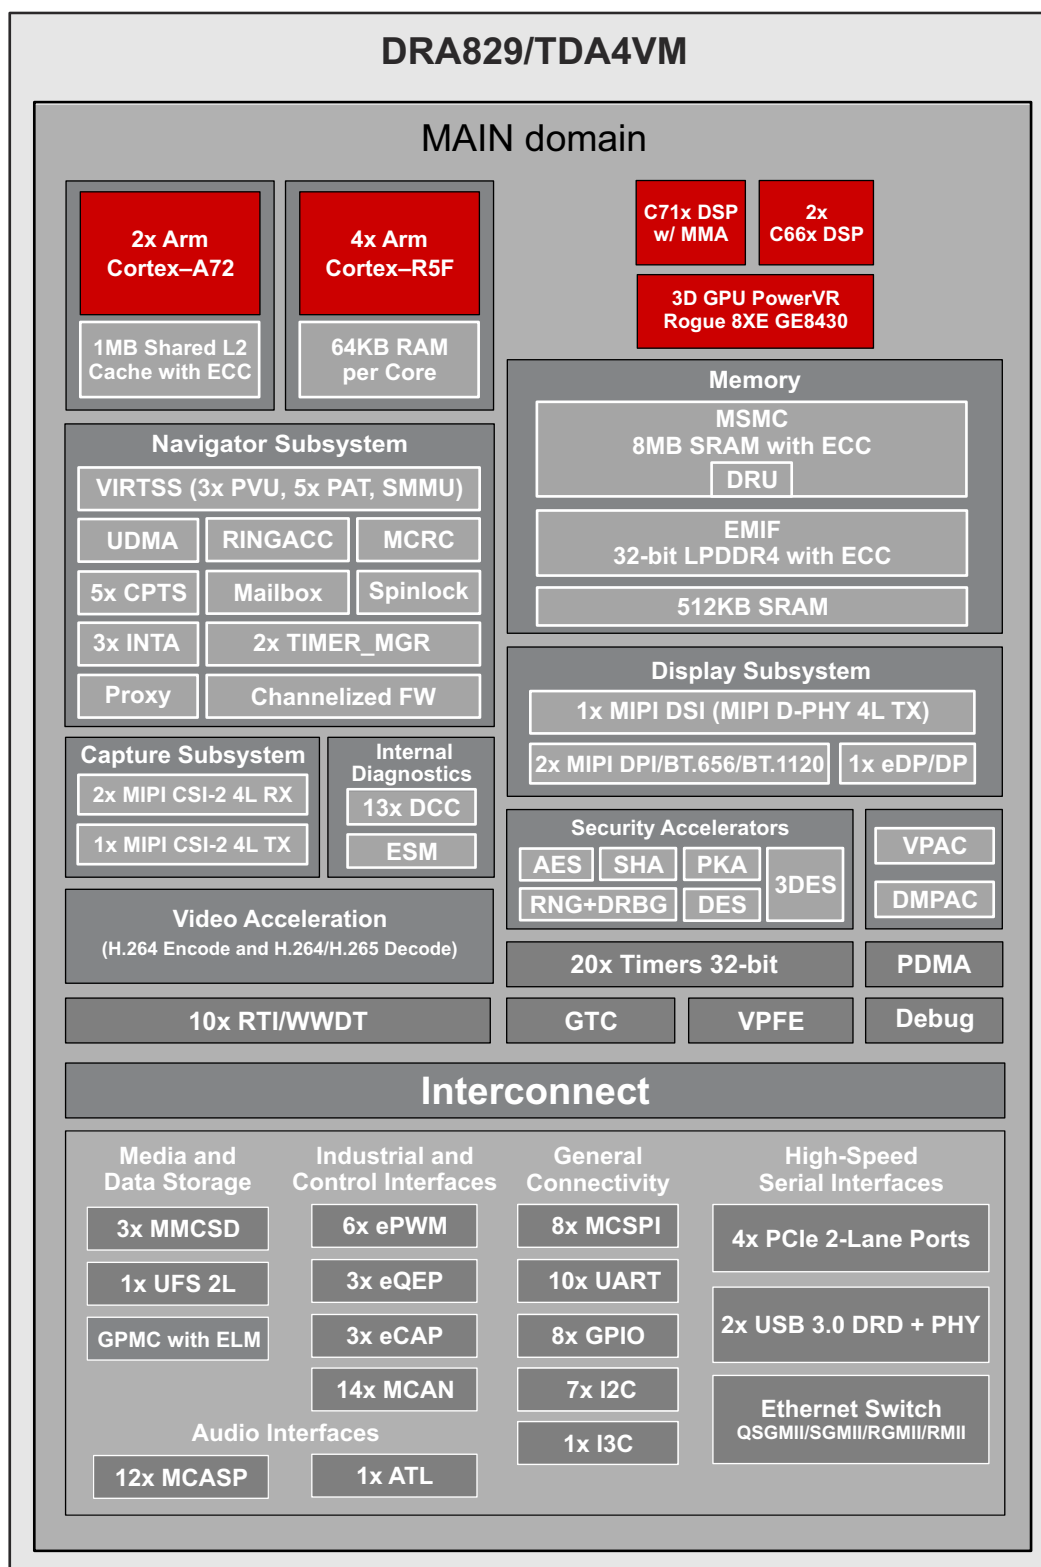 DRA829/TDA4VM
MAIN domain
2x Arm
Cortex–A72
1MB Shared L2
Cache with ECC
4x Arm
Cortex–R5F
64KB RAM
per Core
C71x DSP
w/ MMA
2x
C66x DSP
3D GPU PowerVR
Rogue 8XE GE8430
Navigator Subsystem
VIRTSS (3x PVU, 5x PAT, SMMU)
UDMA
RINGACC
MCRC
5x CPTS
Mailbox
Spinlock
3x INTA
2x TIMER_MGR
Proxy
Channelized FW
Memory
MSMC
8MB SRAM with ECC
DRU
EMIF
32-bit LPDDR4 with ECC
512KB SRAM
Display Subsystem
1x MIPI DSI (MIPI D-PHY 4L TX)
2x MIPI DPI/BT.656/BT.1120
1x eDP/DP
Capture Subsystem
2x MIPI CSI-2 4L RX
1x MIPI CSI-2 4L TX
Internal
Diagnostics
13x DCC
ESM
Security Accelerators
AES
SHA
PKA
3DES
RNG+DRBG
DES
VPAC
DMPAC
Video Acceleration
(H.264 Encode and H.264/H.265 Decode)
20x Timers 32-bit
PDMA
10x RTI/WWDT
GTC
VPFE
Debug
Interconnect
Media and
Data Storage
3x MMCSD
1x UFS 2L
GPMC with ELM
Industrial and
Control Interfaces
6x ePWM
3x eQEP
3x eCAP
14x MCAN
General
Connectivity
8x MCSPI
10x UART
8x GPIO
7x I2C
1x I3C
High-Speed
Serial Interfaces
4x PCIe 2-Lane Ports
2x USB 3.0 DRD + PHY
Ethernet Switch
QSGMII/SGMII/RGMII/RMII
Audio Interfaces
12x MCASP
1x ATL